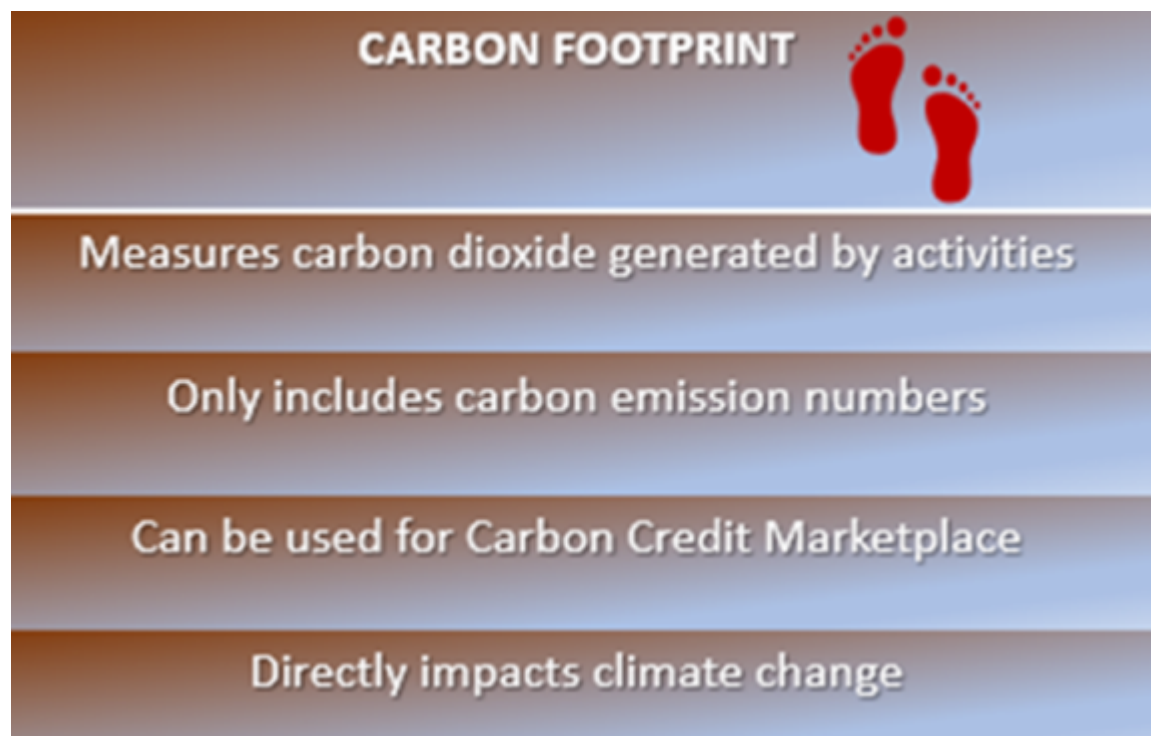 CARBON FOOTPRINT
Measures carbon dioxide generated by activities
Only includes carbon emission numbers
Can be used for Carbon Credit Marketplace
Directly impacts climate change